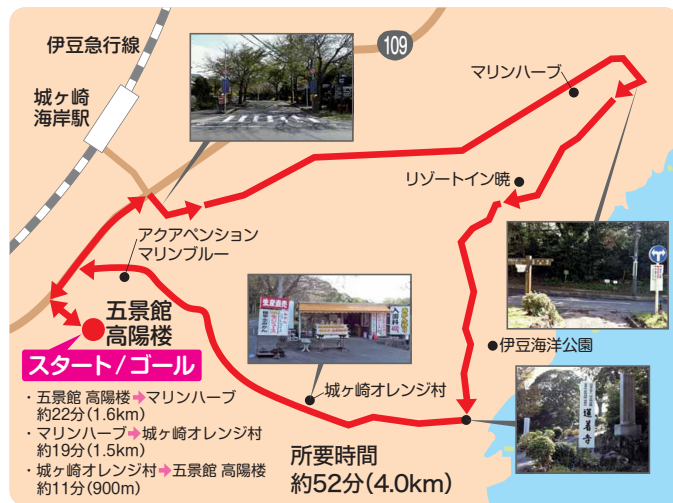 伊豆急行線
109
マリンハーブ
城ヶ崎
海岸駅
リゾートイン暁
アクアペンション
マリンブルー
生産直売
五景館
高陽楼
スタート/ゴール
伊豆海洋公園
城ヶ崎オレンジ村
蓮着寺
・五景館 高陽楼➡マリンハーブ
約22分(1.6km)
・マリンハーブ➡城ヶ崎オレンジ村
約19分(1.5km)
・城ヶ崎オレンジ村➡五景館 高陽楼
約11分(900m)
所要時間
約52分(4.0km)